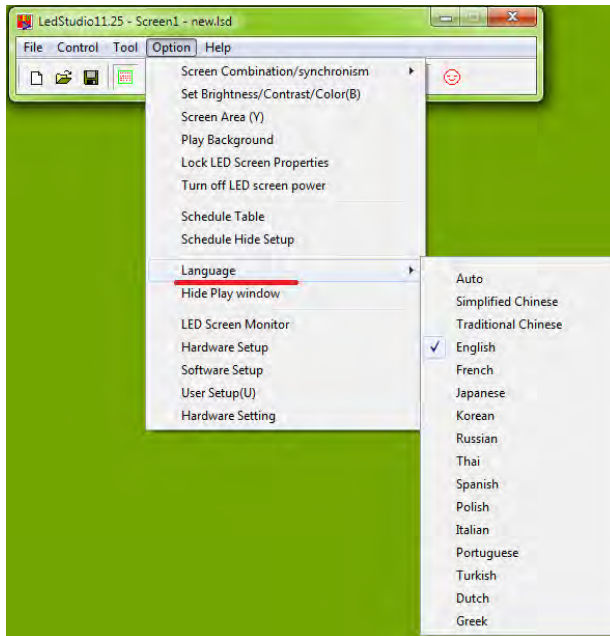 LedStudio11.25 - Screen1 - new.lsd
File Control Tool Option Help
Screen Combination/synchronism
Set Brightness/Contrast/Color(B)
Screen Area (Y)
Play Background
Lock LED Screen Properties
Turn off LED screen power
Schedule Table
Schedule Hide Setup
Language
Hide Play window
LED Screen Monitor
Hardware Setup
Software Setup
User Setup(U)
Hardware Setting
Auto
Simplified Chinese
Traditional Chinese
English
French
Japanese
Korean
Russian
Thai
Spanish
Polish
Italian
Portuguese
Turkish
Dutch
Greek